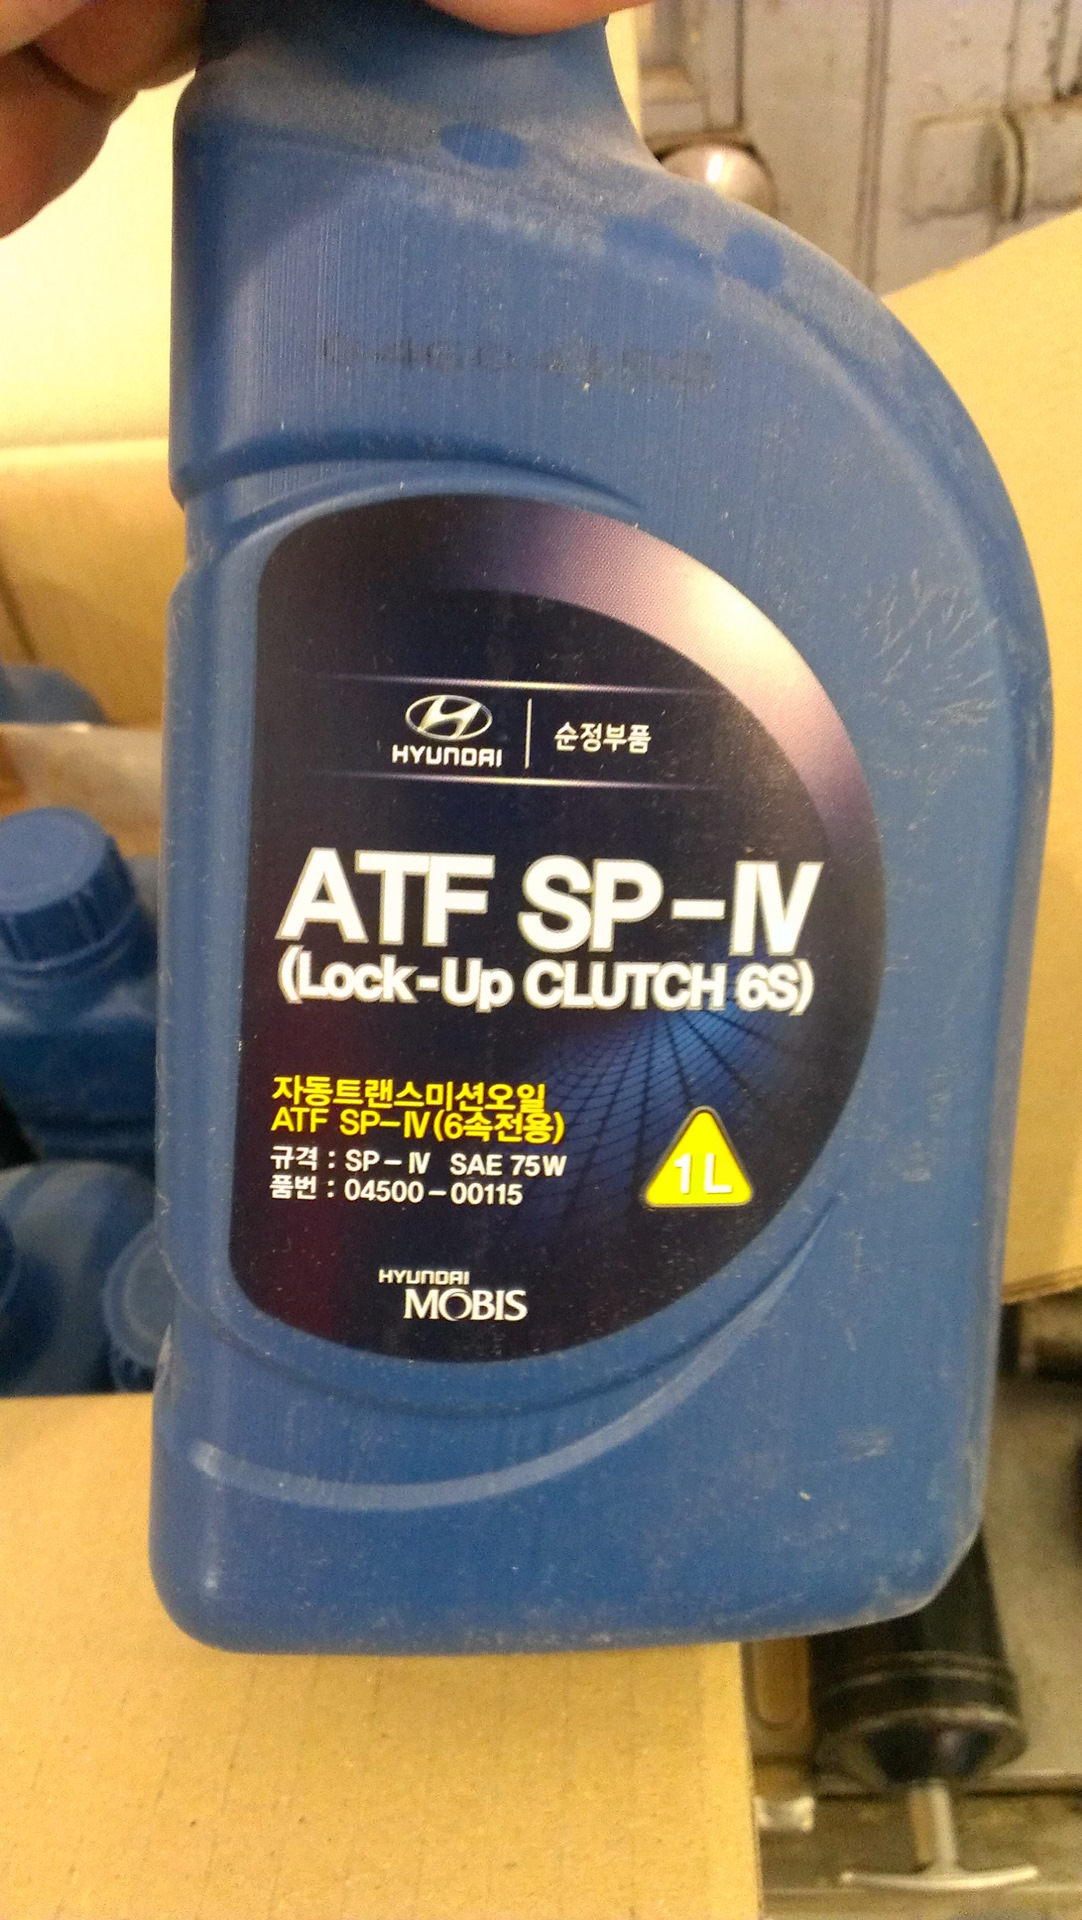 HYUNDAI 순정부품
ATF SP-IV
(Lock-Up CLUTCH 6S)
자동트랜스미션오일
ATF SP-IV(6속전용)
규격 : SP-IV SAE 75W
품번 : 04500-00115
1L
HYUNDAI
MOBIS